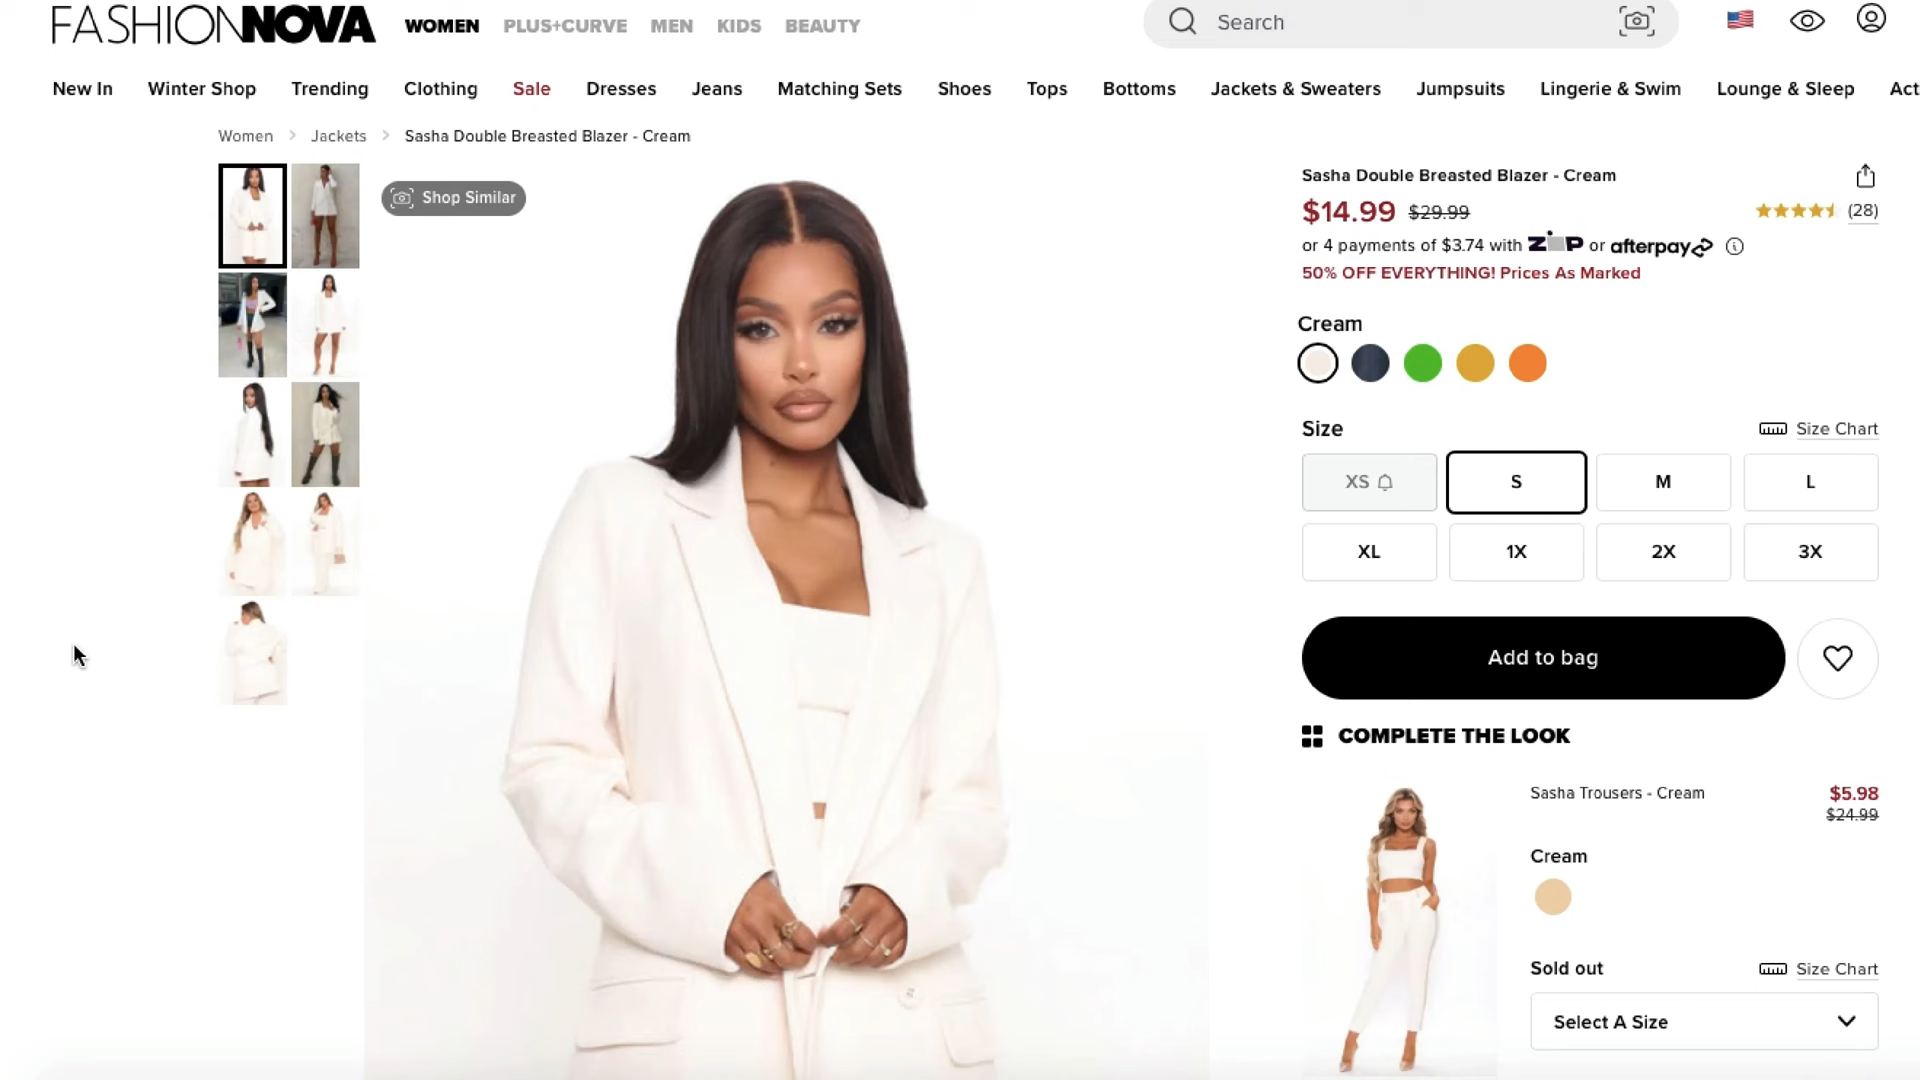 FASHIONNOVA
WOMEN PLUS+CURVE MEN KIDS BEAUTY
Search
New In Winter Shop Trending Clothing Sale Dresses Jeans Matching Sets Shoes Tops Bottoms Jackets & Sweaters Jumpsuits Lingerie & Swim Lounge & Sleep Act
Women > Jackets > Sasha Double Breasted Blazer - Cream
Shop Similar
Sasha Double Breasted Blazer - Cream
$14.99 $29.99 (28)
or 4 payments of $3.74 with ZIP or afterpay
50% OFF EVERYTHING! Prices As Marked
Cream
Size Size Chart
XS S M L
XL 1X 2X 3X
Add to bag
COMPLETE THE LOOK
Sasha Trousers - Cream $5.98
$24.99
Cream
Sold out Size Chart
Select A Size